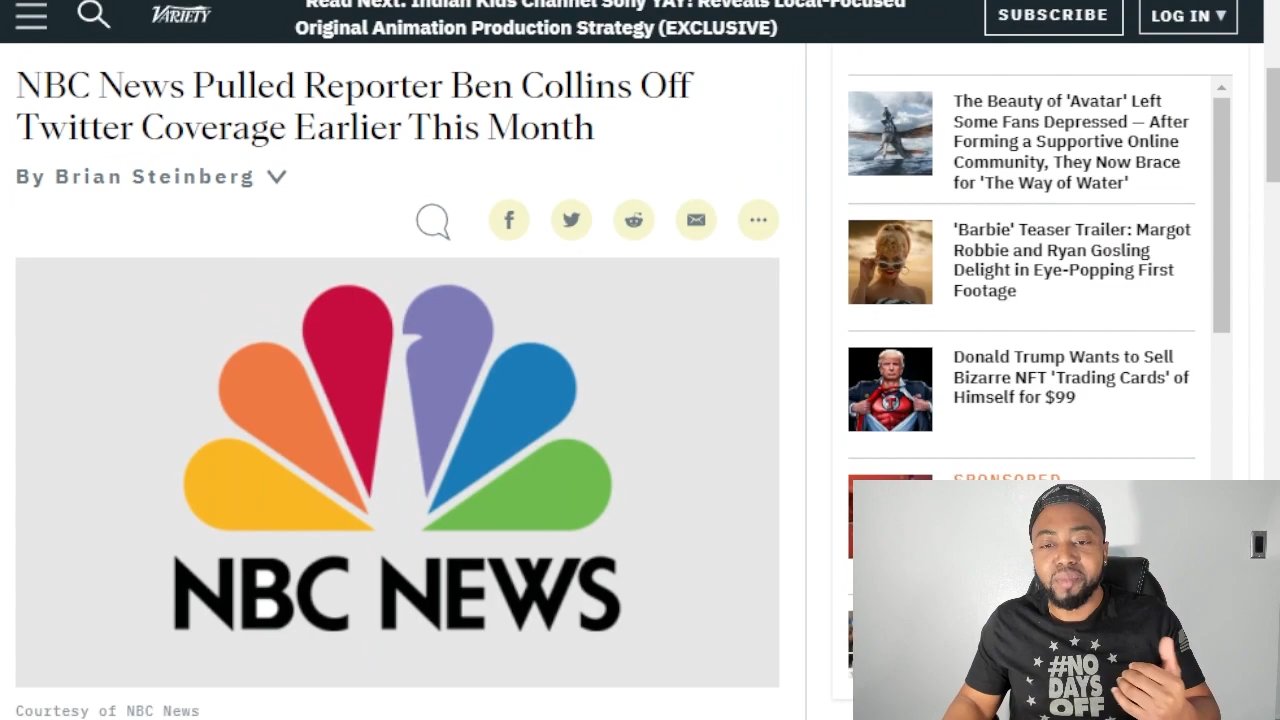 VARIETY
Read Next: Indian Kids Channel Sony YAY! Reveals Local-Focused
Original Animation Production Strategy (EXCLUSIVE)
SUBSCRIBE
LOG IN ▼
NBC News Pulled Reporter Ben Collins Off
Twitter Coverage Earlier This Month
By Brian Steinberg
NBC NEWS
Courtesy of NBC News
The Beauty of 'Avatar' Left
Some Fans Depressed — After
Forming a Supportive Online
Community, They Now Brace
for 'The Way of Water'
'Barbie' Teaser Trailer: Margot
Robbie and Ryan Gosling
Delight in Eye-Popping First
Footage
Donald Trump Wants to Sell
Bizarre NFT 'Trading Cards' of
Himself for $99
SPONSORED
#NO
DAYS
OFF